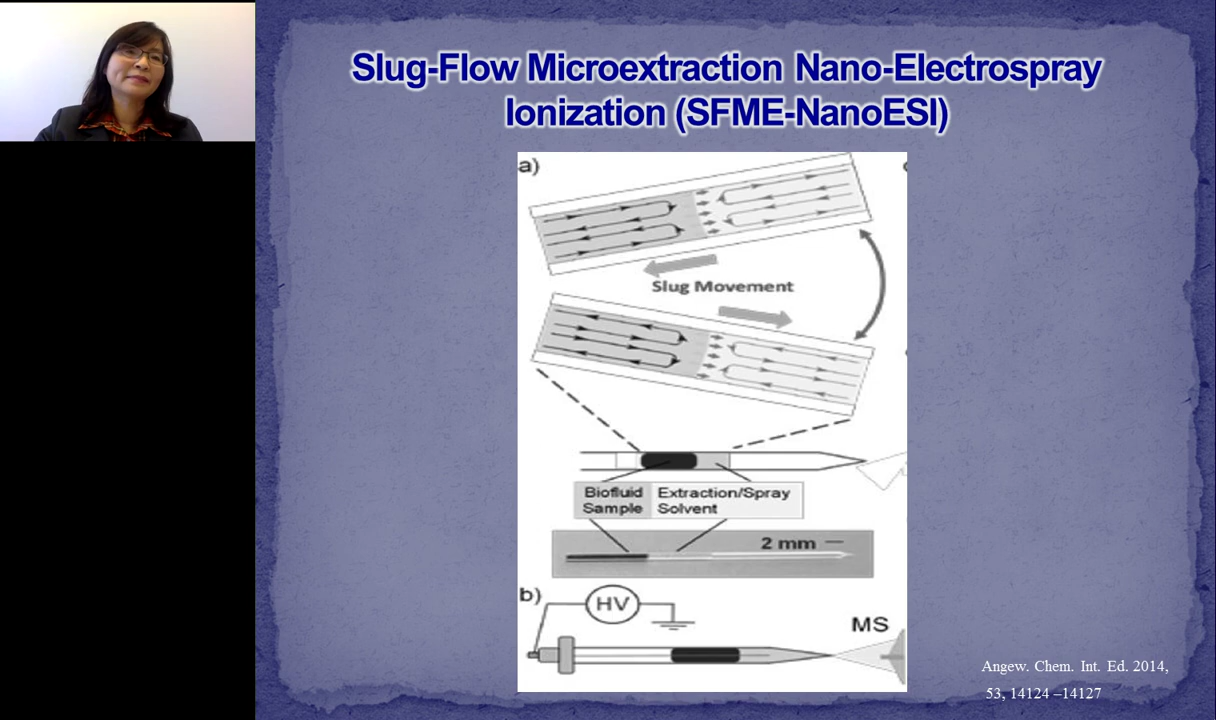 Slug-Flow Microextraction Nano-Electrospray
Ionization (SFME-NanoESI)
a)
Slug Movement
Biofluid
Sample
Extraction/Spray
Solvent
2 mm
b)
HV
MS
Angew. Chem. Int. Ed. 2014,
53, 14124 –14127